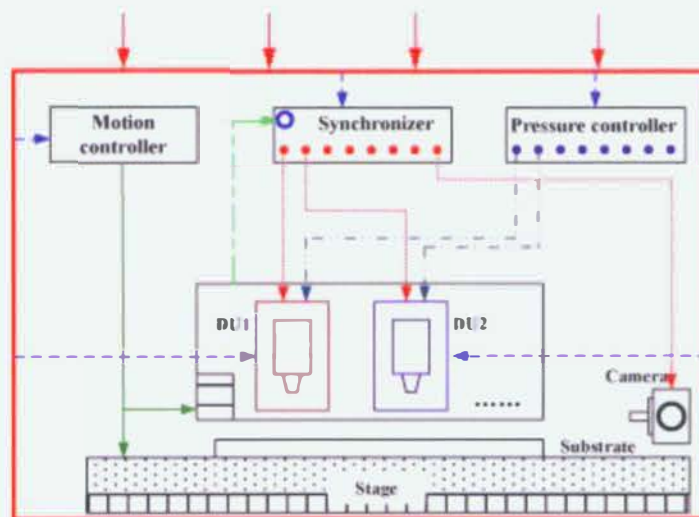 Motion
controller
Synchronizer
Pressure controller
DU1
DU2
Camera
Substrate
......
Stage